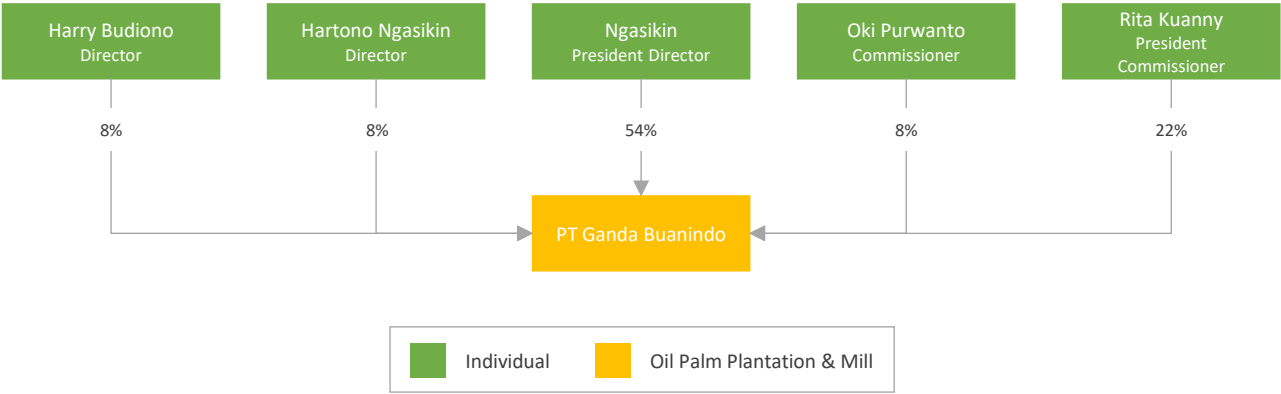 Harry Budiono
Director
Hartono Ngasikin
Director
Ngasikin
President Director
Oki Purwanto
Commissioner
Rita Kuanny
President
Commissioner
8%
8%
54%
8%
22%
PT Ganda Buanindo
Individual
Oil Palm Plantation & Mill